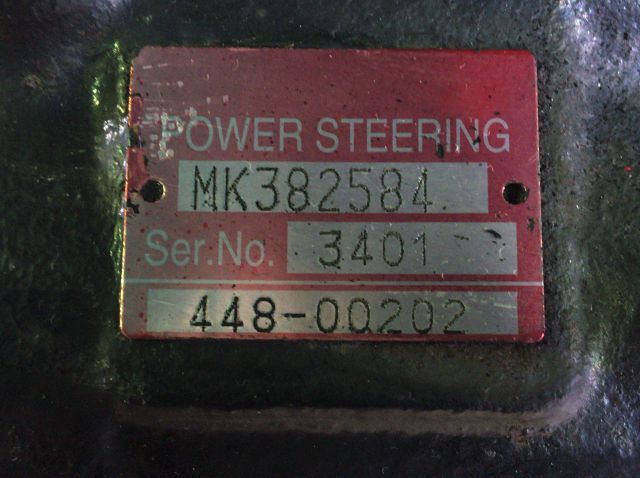 POWER STEERING
MK382584
Ser.No. 3401
448-00202